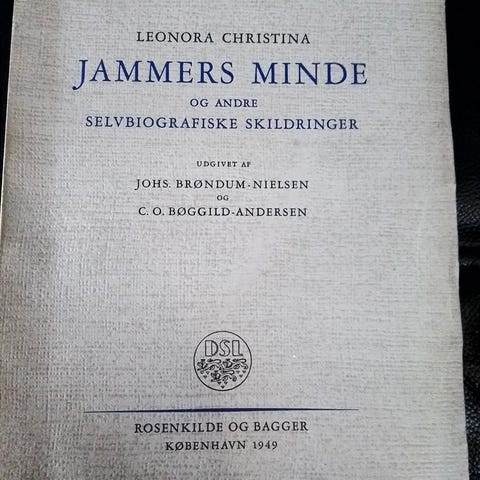 LEONORA CHRISTINA
JAMMERS MINDE
OG ANDRE
SELVBIOGRAFISKE SKILDRINGER
UDGIVET AF
JOHS. BRØNDUM-NIELSEN
OG
C. O. BØGGILD-ANDERSEN
DSL
ROSENKILDE OG BAGGER
KØBENHAVN 1949